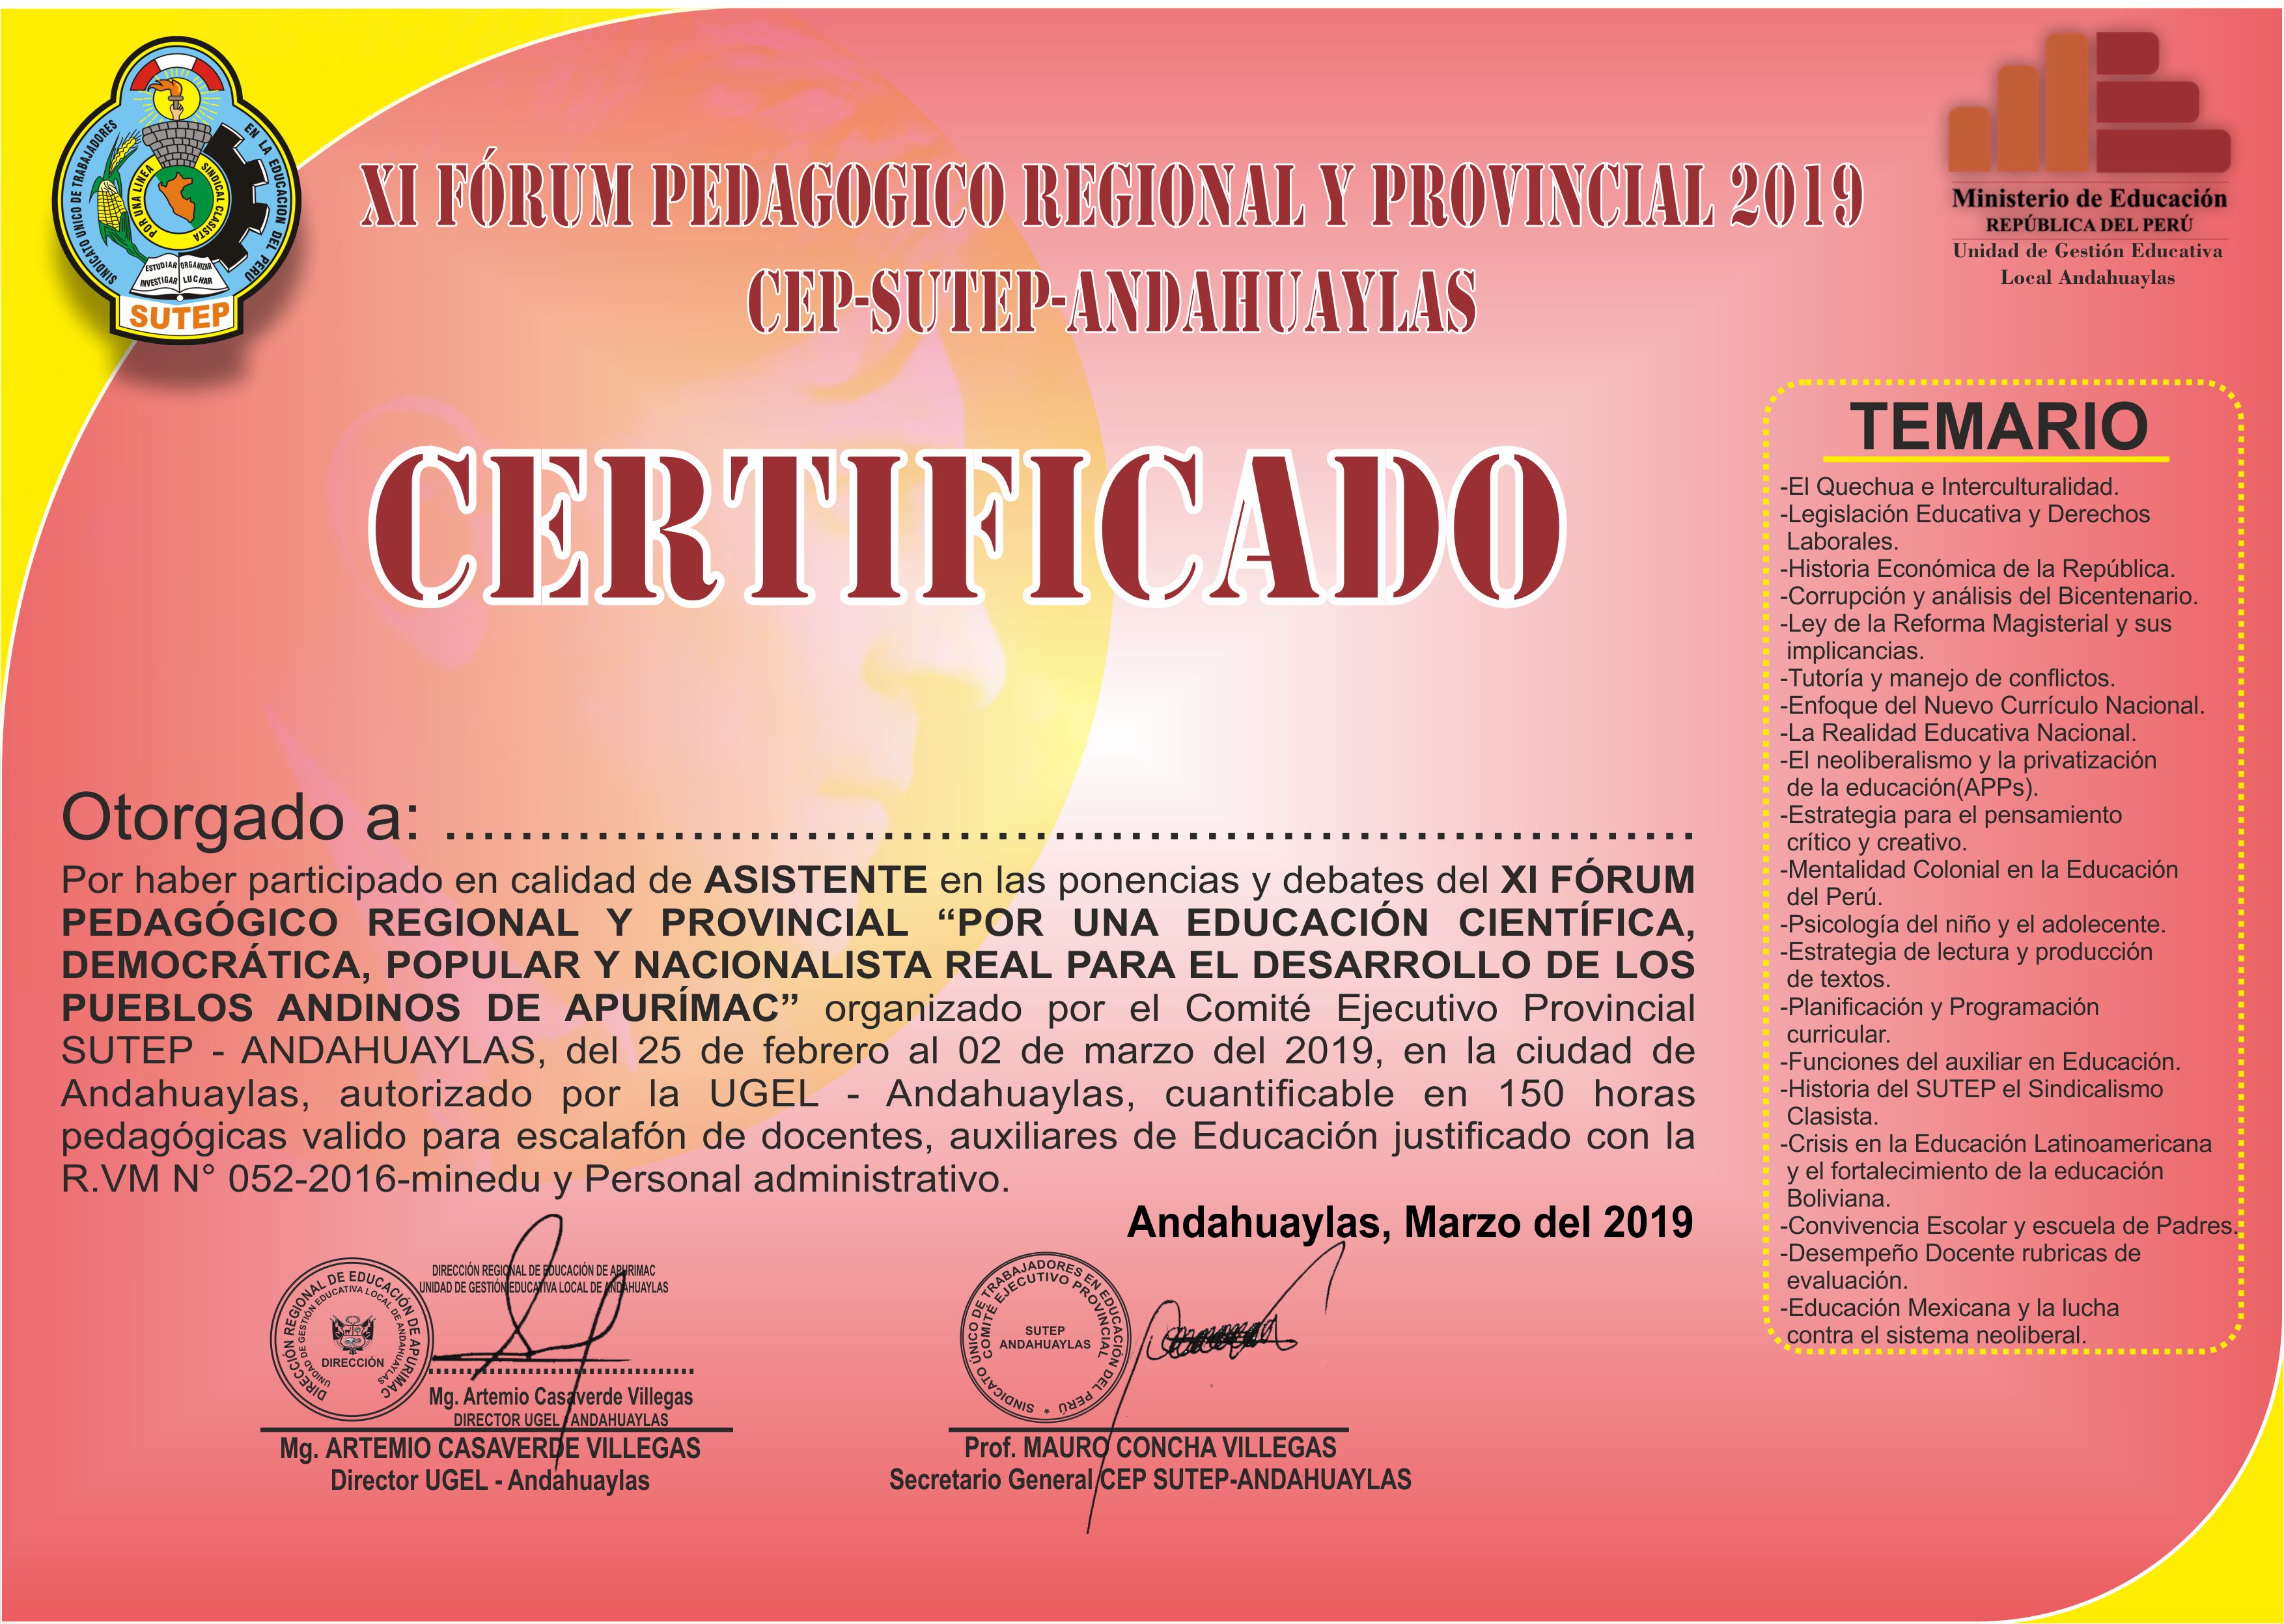 SINDICATO UNICO DE TRABAJADORES EN LA EDUCACION DEL PERU
POR UNA LINEA SINDICAL CLASISTA
ESTUDIAR ORGANIZAR
INVESTIGAR LUCHAR
SUTEP
XI FÓRUM PEDAGOGICO REGIONAL Y PROVINCIAL 2019
CEP-SUTEP-ANDAHUAYLAS
Ministerio de Educación
REPÚBLICA DEL PERÚ
Unidad de Gestión Educativa
Local Andahuaylas
CERTIFICADO
Otorgado a: ....................................................................
Por haber participado en calidad de ASISTENTE en las ponencias y debates del XI FÓRUM
PEDAGÓGICO REGIONAL Y PROVINCIAL “POR UNA EDUCACIÓN CIENTÍFICA,
DEMOCRÁTICA, POPULAR Y NACIONALISTA REAL PARA EL DESARROLLO DE LOS
PUEBLOS ANDINOS DE APURÍMAC” organizado por el Comité Ejecutivo Provincial
SUTEP - ANDAHUAYLAS, del 25 de febrero al 02 de marzo del 2019, en la ciudad de
Andahuaylas, autorizado por la UGEL - Andahuaylas, cuantificable en 150 horas
pedagógicas valido para escalafón de docentes, auxiliares de Educación justificado con la
R.VM N° 052-2016-minedu y Personal administrativo.
Andahuaylas, Marzo del 2019
TEMARIO
-El Quechua e Interculturalidad.
-Legislación Educativa y Derechos
Laborales.
-Historia Económica de la República.
-Corrupción y análisis del Bicentenario.
-Ley de la Reforma Magisterial y sus
implicancias.
-Tutoría y manejo de conflictos.
-Enfoque del Nuevo Currículo Nacional.
-La Realidad Educativa Nacional.
-El neoliberalismo y la privatización
de la educación(APPs).
-Estrategia para el pensamiento
crítico y creativo.
-Mentalidad Colonial en la Educación
del Perú.
-Psicología del niño y el adolecente.
-Estrategia de lectura y producción
de textos.
-Planificación y Programación
curricular.
-Funciones del auxiliar en Educación.
-Historia del SUTEP el Sindicalismo
Clasista.
-Crisis en la Educación Latinoamericana
y el fortalecimiento de la educación
Boliviana.
-Convivencia Escolar y escuela de Padres.
-Desempeño Docente rubricas de
evaluación.
-Educación Mexicana y la lucha
contra el sistema neoliberal.
DIRECCIÓN REGIONAL DE EDUCACIÓN DE APURIMAC
UNIDAD DE GESTIÓN EDUCATIVA LOCAL DE ANDAHUAYLAS
DIRECCIÓN
DIRECCIÓN REGIONAL DE EDUCACIÓN DE APURIMAC
UNIDAD DE GESTIÓN EDUCATIVA LOCAL DE ANDAHUAYLAS
Mg. Artemio Casaverde Villegas
DIRECTOR UGEL - ANDAHUAYLAS
Mg. ARTEMIO CASAVERDE VILLEGAS
Director UGEL - Andahuaylas
SINDICATO UNICO DE TRABAJADORES EN EDUCACIÓN DEL PERÚ *
COMITÉ EJECUTIVO PROVINCIAL
SUTEP
ANDAHUAYLAS
Prof. MAURO CONCHA VILLEGAS
Secretario General CEP SUTEP-ANDAHUAYLAS